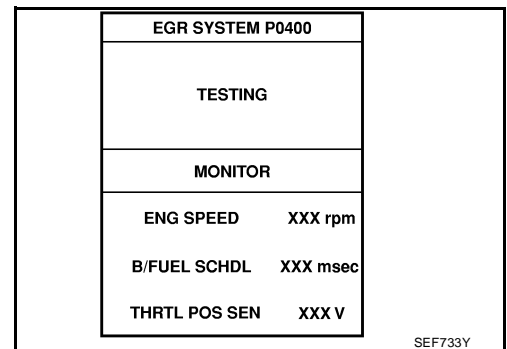 EGR SYSTEM P0400
TESTING
MONITOR
ENG SPEED XXX rpm
B/FUEL SCHDL XXX msec
THRTL POS SEN XXX V
SEF733Y